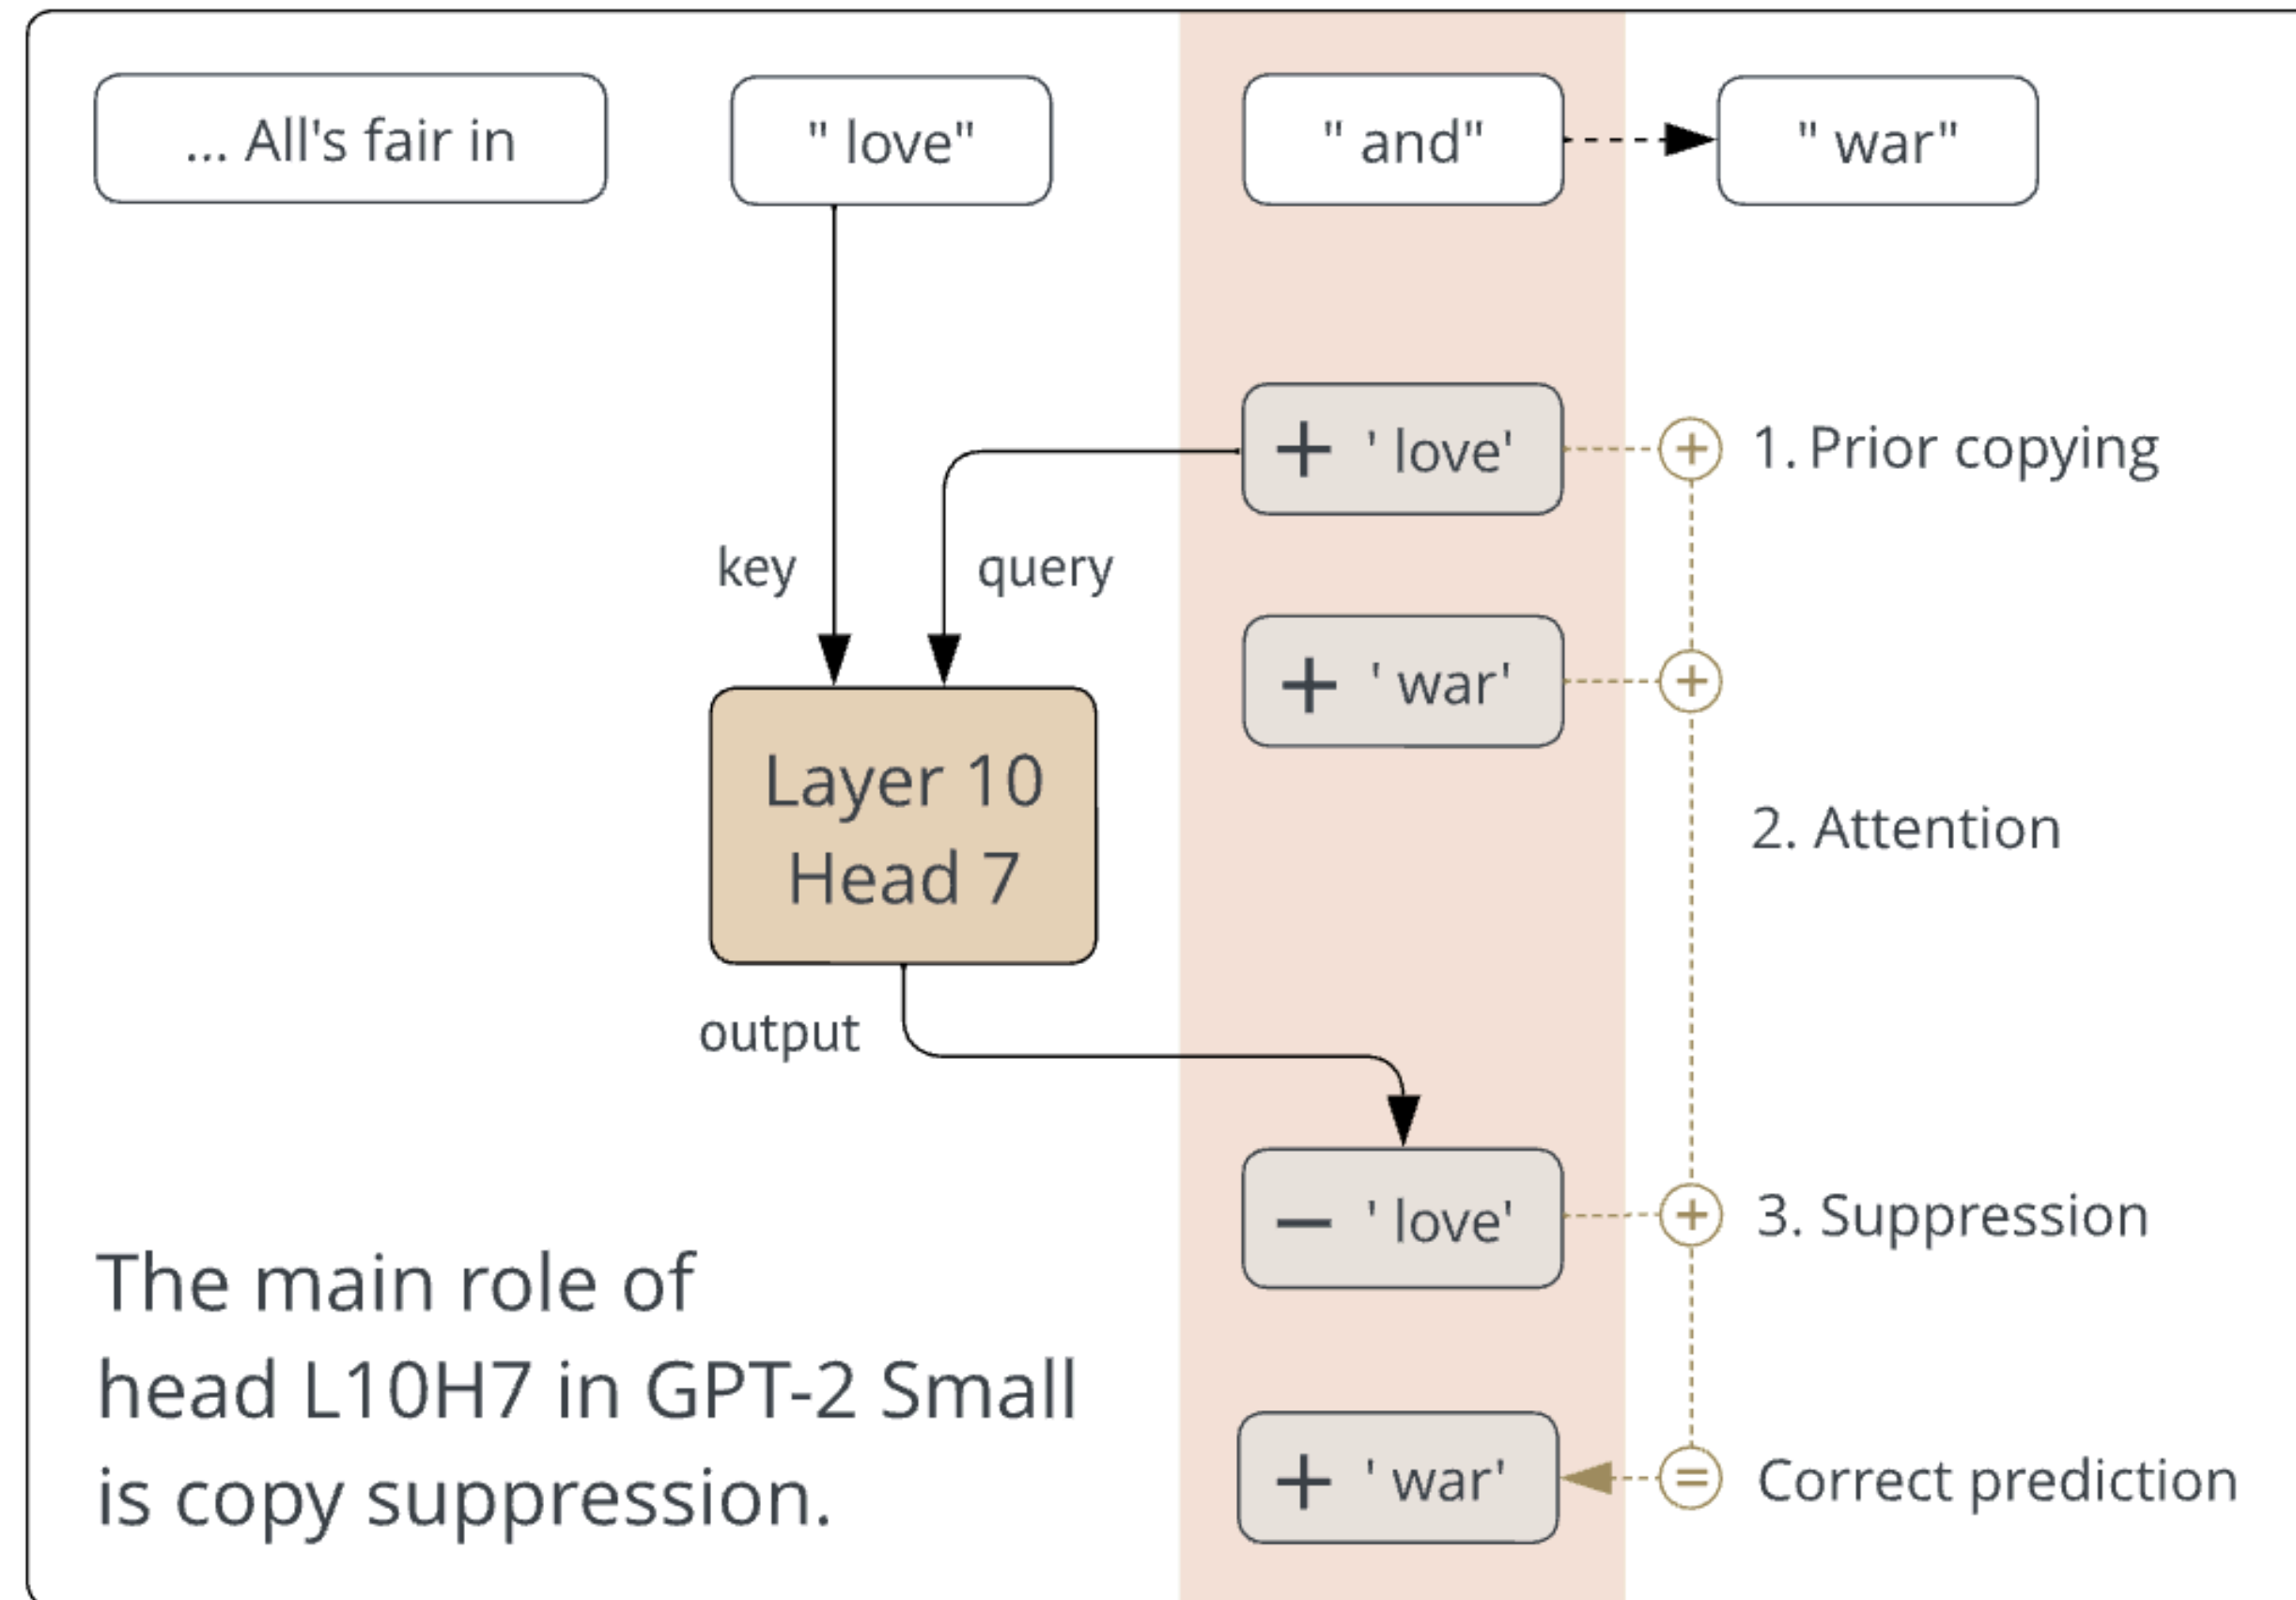 ... All's fair in
" love"
" and"
" war"
+ ' love'
1. Prior copying
key
query
+ ' war'
+
Layer 10
Head 7
2. Attention
output
− ' love'
+
3. Suppression
The main role of
head L10H7 in GPT-2 Small
is copy suppression.
+ ' war'
=
Correct prediction